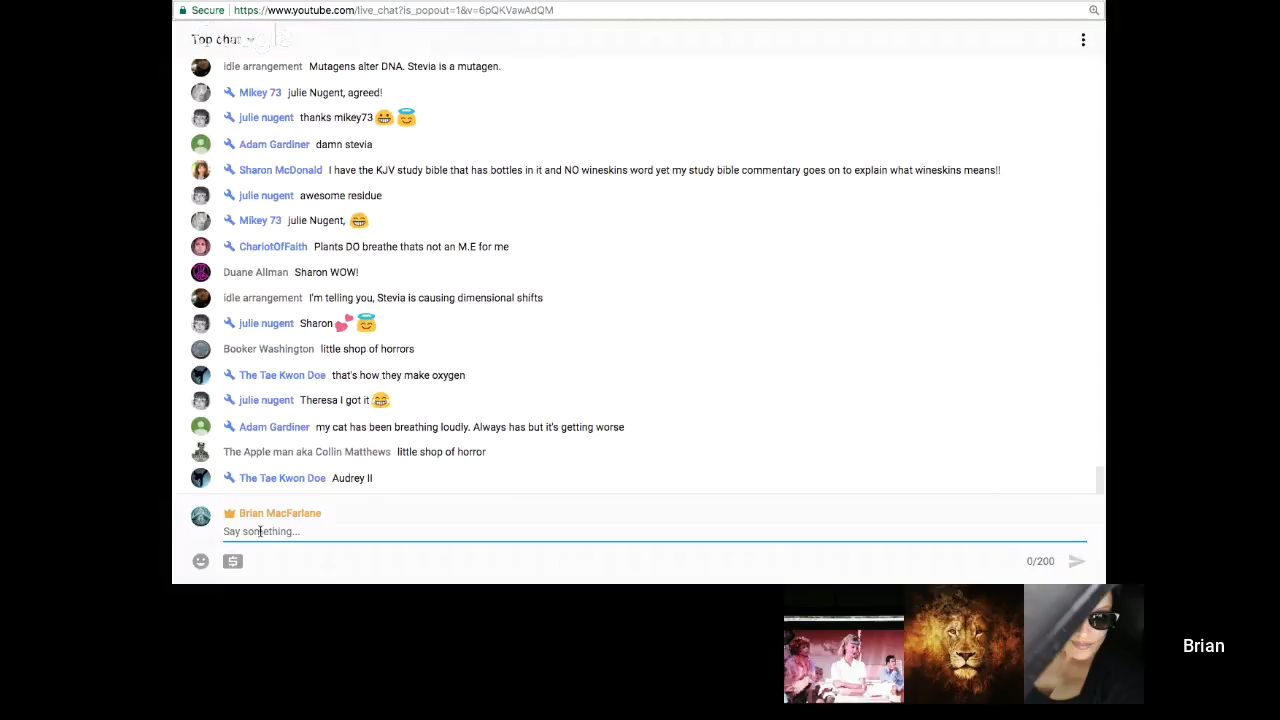 Secure https://www.youtube.com/live_chat?is_popout=1&v=6pQKVawAdQM
Top chat
idle arrangement Mutagens alter DNA. Stevia is a mutagen.
Mikey 73 julie Nugent, agreed!
julie nugent thanks mikey73
Adam Gardiner damn stevia
Sharon McDonald I have the KJV study bible that has bottles in it and NO wineskins word yet my study bible commentary goes on to explain what wineskins means!!
julie nugent awesome residue
Mikey 73 julie Nugent,
ChariotOfFaith Plants DO breathe thats not an M.E for me
Duane Allman Sharon WOW!
idle arrangement I'm telling you, Stevia is causing dimensional shifts
julie nugent Sharon
Booker Washington little shop of horrors
The Tae Kwon Doe that's how they make oxygen
julie nugent Theresa I got it
Adam Gardiner my cat has been breathing loudly. Always has but it's getting worse
The Apple man aka Collin Matthews little shop of horror
The Tae Kwon Doe Audrey II
Brian MacFarlane
Say something...
0/200
Brian